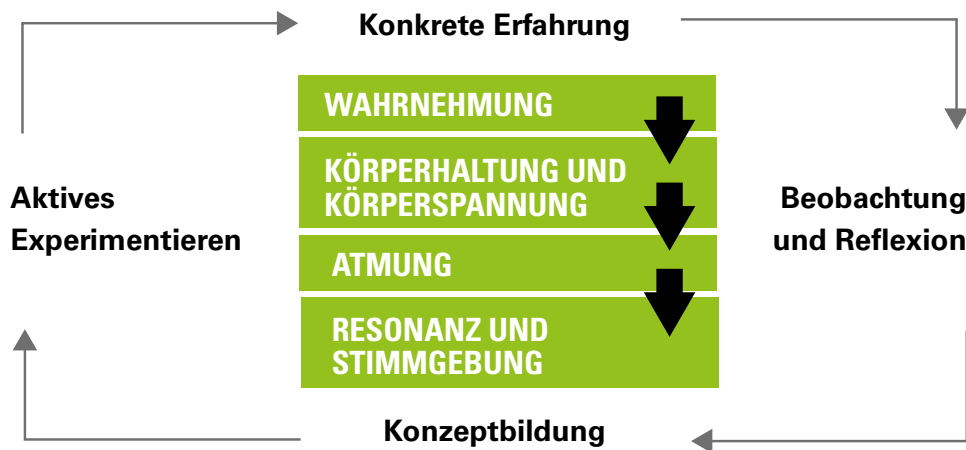 Konkrete Erfahrung
WAHRNEHMUNG
KÖRPERHALTUNG UND
KÖRPERSPANNUNG
ATMUNG
RESONANZ UND
STIMMGEBUNG
Aktives
Experimentieren
Beobachtung
und Reflexion
Konzeptbildung